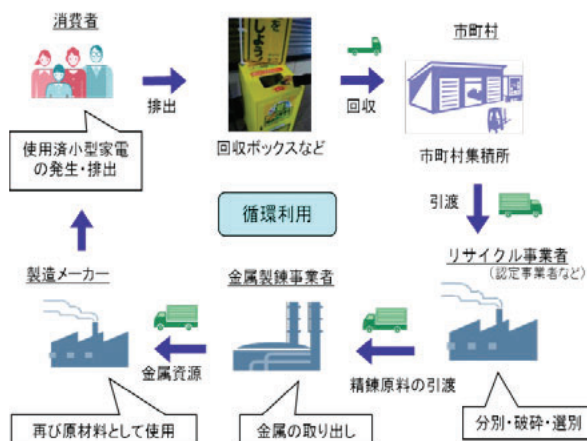 消費者
排出
使用済小型家電
の発生・排出
を
しよう
回収ボックスなど
回収
市町村
市町村集積所
引渡
循環利用
リサイクル事業者
（認定事業者など）
分別・破砕・選別
精錬原料の引渡
金属製錬事業者
金属の取り出し
金属資源
製造メーカー
再び原材料として使用